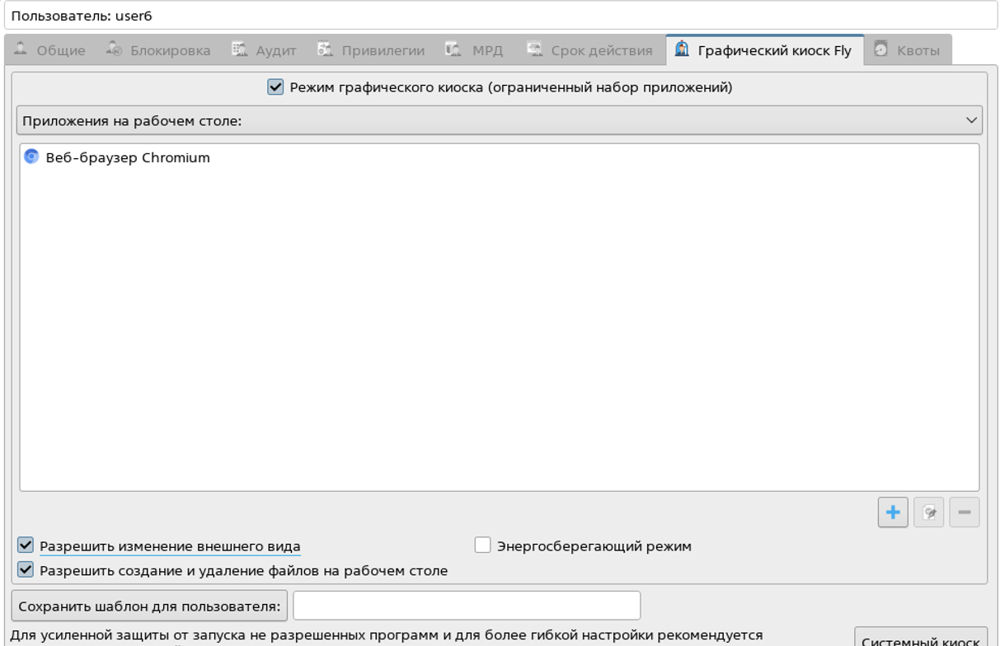 Пользователь: user6
Общие Блокировка Аудит Привилегии МРД Срок действия Графический киоск Fly Квоты
Режим графического киоска (ограниченный набор приложений)
Приложения на рабочем столе:
Веб-браузер Chromium
Разрешить изменение внешнего вида Энергосберегающий режим
Разрешить создание и удаление файлов на рабочем столе
Сохранить шаблон для пользователя:
Для усиленной защиты от запуска не разрешенных программ и для более гибкой настройки рекомендуется
Системный киоск